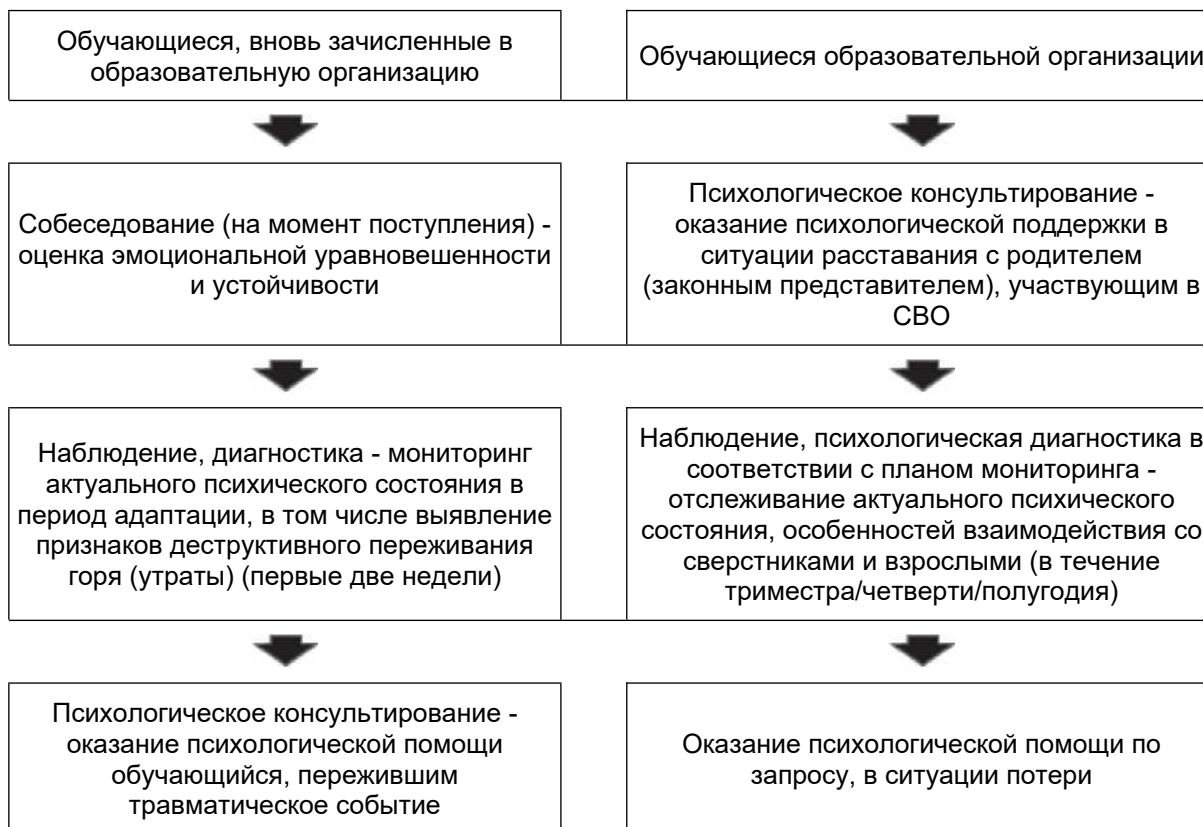 Обучающиеся, вновь зачисленные в
образовательную организацию
Обучающиеся образовательной организации
Собеседование (на момент поступления) -
оценка эмоциональной уравновешенности
и устойчивости
Психологическое консультирование -
оказание психологической поддержки в
ситуации расставания с родителем
(законным представителем), участвующим в
СВО
Наблюдение, диагностика - мониторинг
актуального психического состояния в
период адаптации, в том числе выявление
признаков деструктивного переживания
горя (утраты) (первые две недели)
Наблюдение, психологическая диагностика в
соответствии с планом мониторинга -
отслеживание актуального психического
состояния, особенностей взаимодействия со
сверстниками и взрослыми (в течение
триместра/четверти/полугодия)
Психологическое консультирование -
оказание психологической помощи
обучающийся, пережившим
травматическое событие
Оказание психологической помощи по
запросу, в ситуации потери